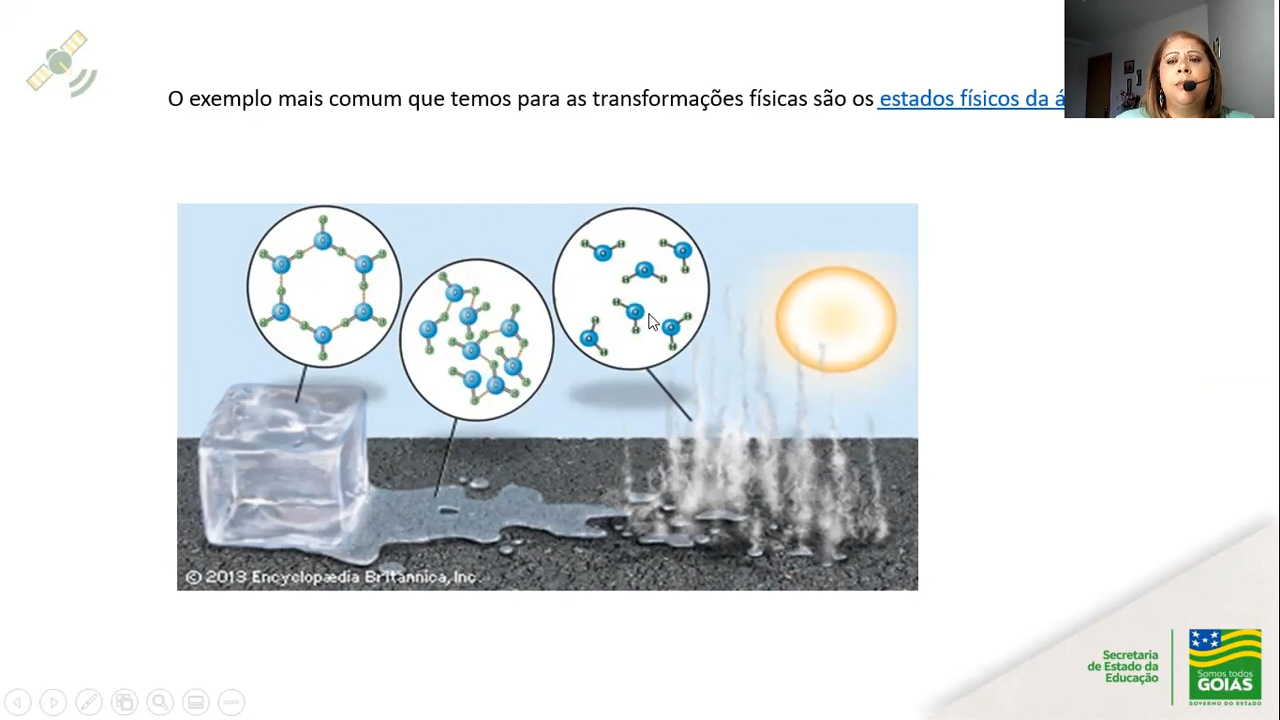 O exemplo mais comum que temos para as transformações físicas são os estados físicos da á
© 2013 Encyclopædia Britannica, Inc.
Secretaria
de Estado da
Educação
Somos todos
GOIÁS
GOVERNO DO ESTADO